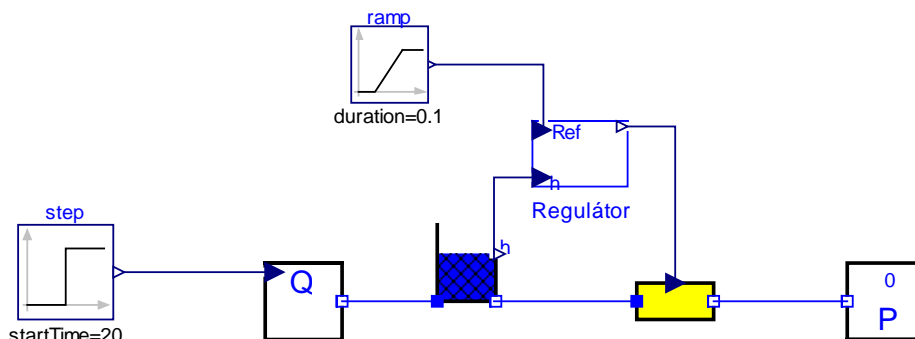 ramp
duration=0.1
Ref
h
Regulátor
step
h
Q
0
P
startTime=20